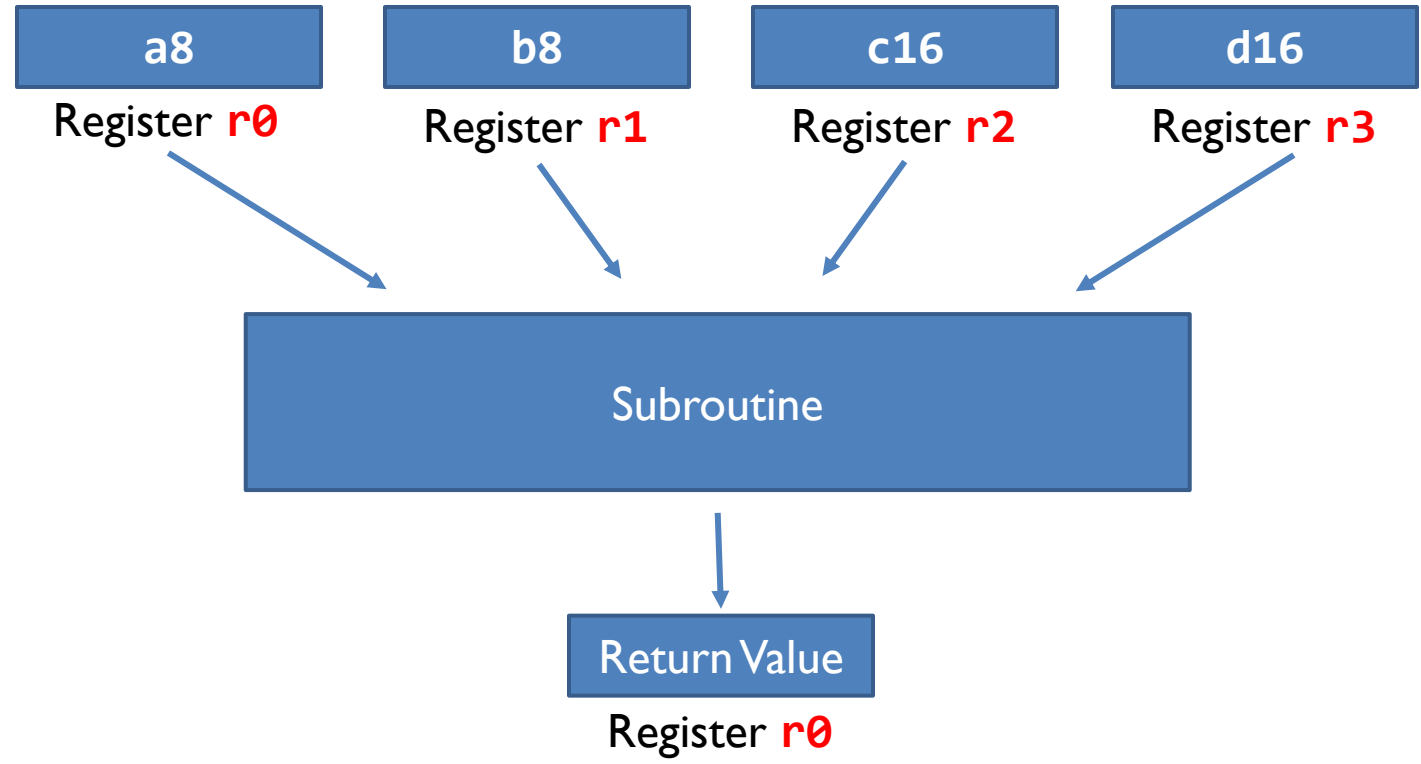 a8 b8 c16 d16
Register r0 Register r1 Register r2 Register r3
Subroutine
Return Value
Register r0